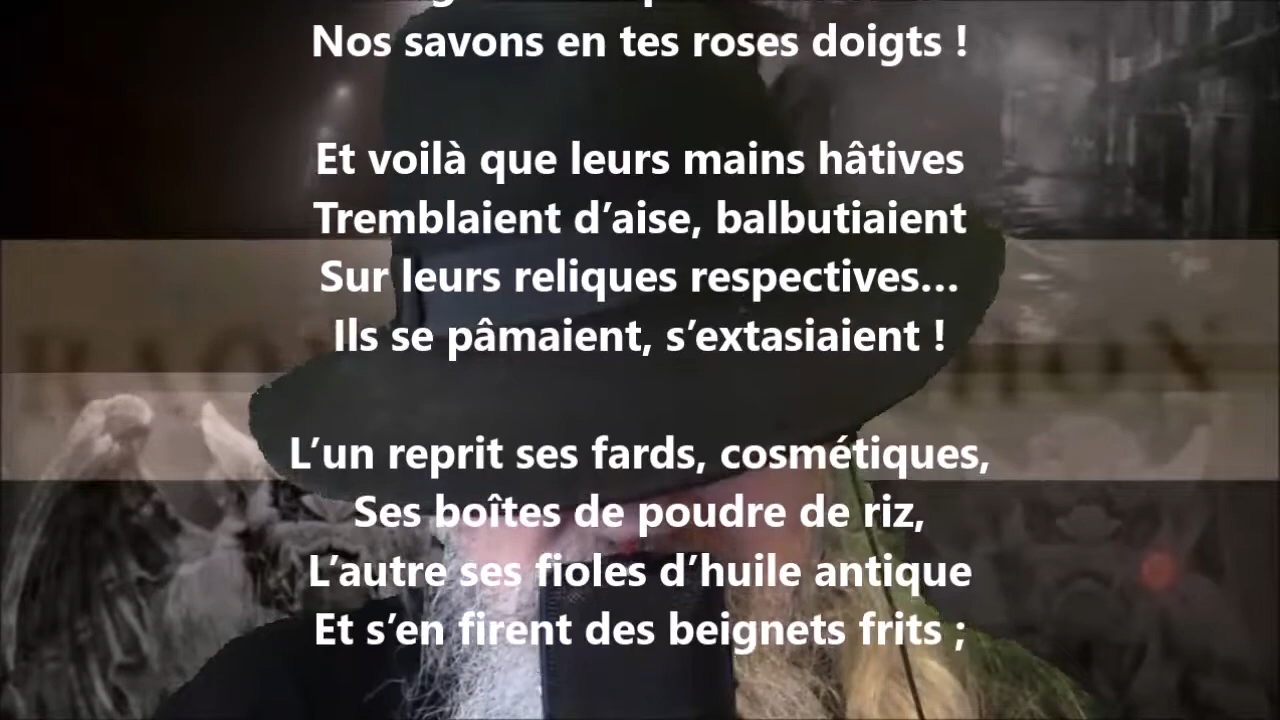 Nos savons en tes roses doigts !
Et voilà que leurs mains hâtives
Tremblaient d’aise, balbutiaient
Sur leurs reliques respectives…
Ils se pâmaient, s’extasiaient !
L’un reprit ses fards, cosmétiques,
Ses boîtes de poudre de riz,
L’autre ses fioles d’huile antique
Et s’en firent des beignets frits ;